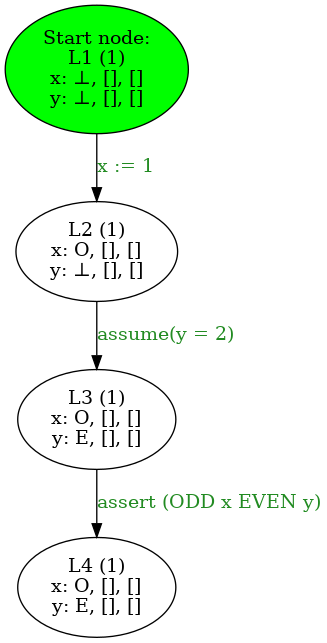 Start node:
L1 (1)
x: ⊥, [], []
y: ⊥, [], []
x := 1
L2 (1)
x: O, [], []
y: ⊥, [], []
assume(y = 2)
L3 (1)
x: O, [], []
y: E, [], []
assert (ODD x EVEN y)
L4 (1)
x: O, [], []
y: E, [], []